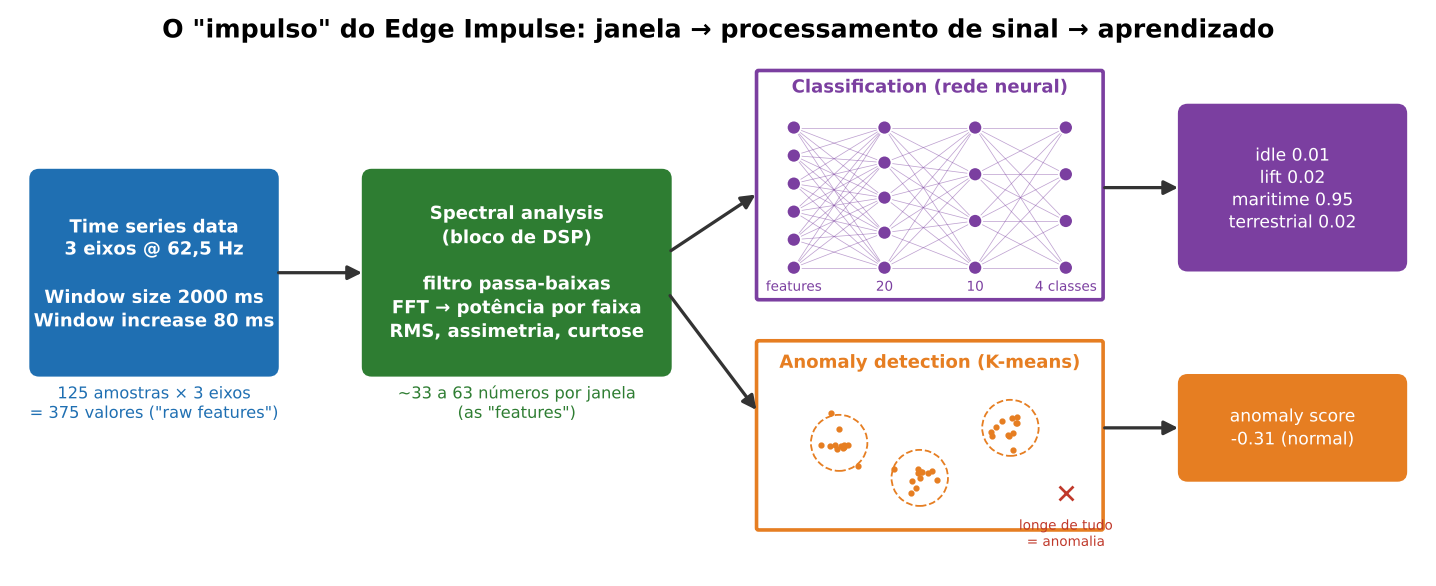 O "impulso" do Edge Impulse: janela → processamento de sinal → aprendizado
Time series data
3 eixos @ 62,5 Hz
Window size 2000 ms
Window increase 80 ms
125 amostras × 3 eixos
= 375 valores ("raw features")
Spectral analysis
(bloco de DSP)
filtro passa-baixas
FFT → potência por faixa
RMS, assimetria, curtose
~33 a 63 números por janela
(as "features")
Classification (rede neural)
features 20 10 4 classes
idle 0.01
lift 0.02
maritime 0.95
terrestrial 0.02
Anomaly detection (K-means)
longe de tudo
= anomalia
anomaly score
-0.31 (normal)